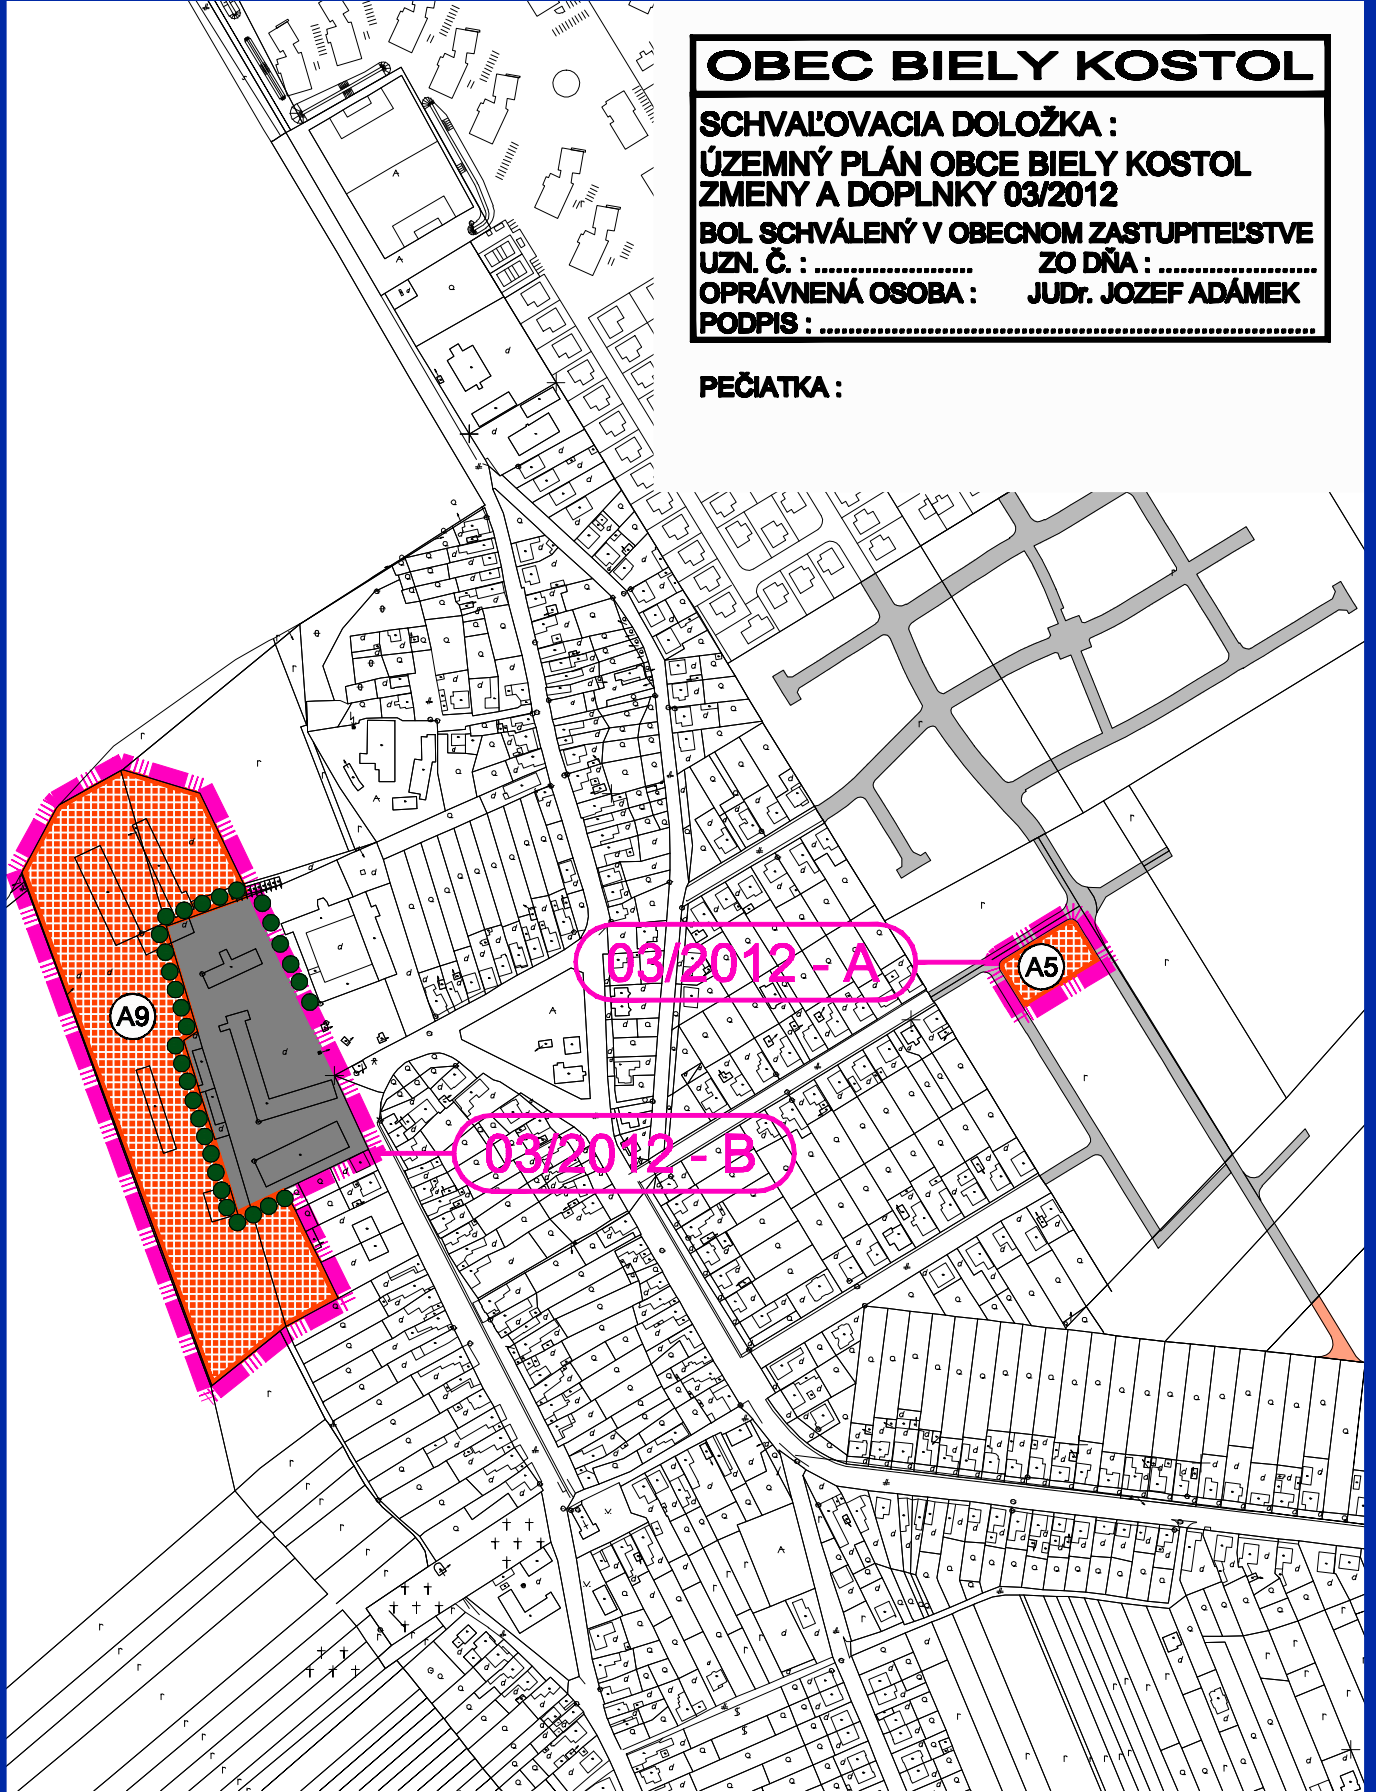 OBEC BIELY KOSTOL
SCHVAĽOVACIA DOLOŽKA :
ÚZEMNÝ PLÁN OBCE BIELY KOSTOL
ZMENY A DOPLNKY 03/2012
BOL SCHVÁLENÝ V OBECNOM ZASTUPITEĽSTVE
UZN. Č. : ...................... ZO DŇA : ......................
OPRÁVNENÁ OSOBA : JUDr. JOZEF ADÁMEK
PODPIS : .....................................................................
PEČIATKA :
03/2012 - A
A5
A9
03/2012 - B